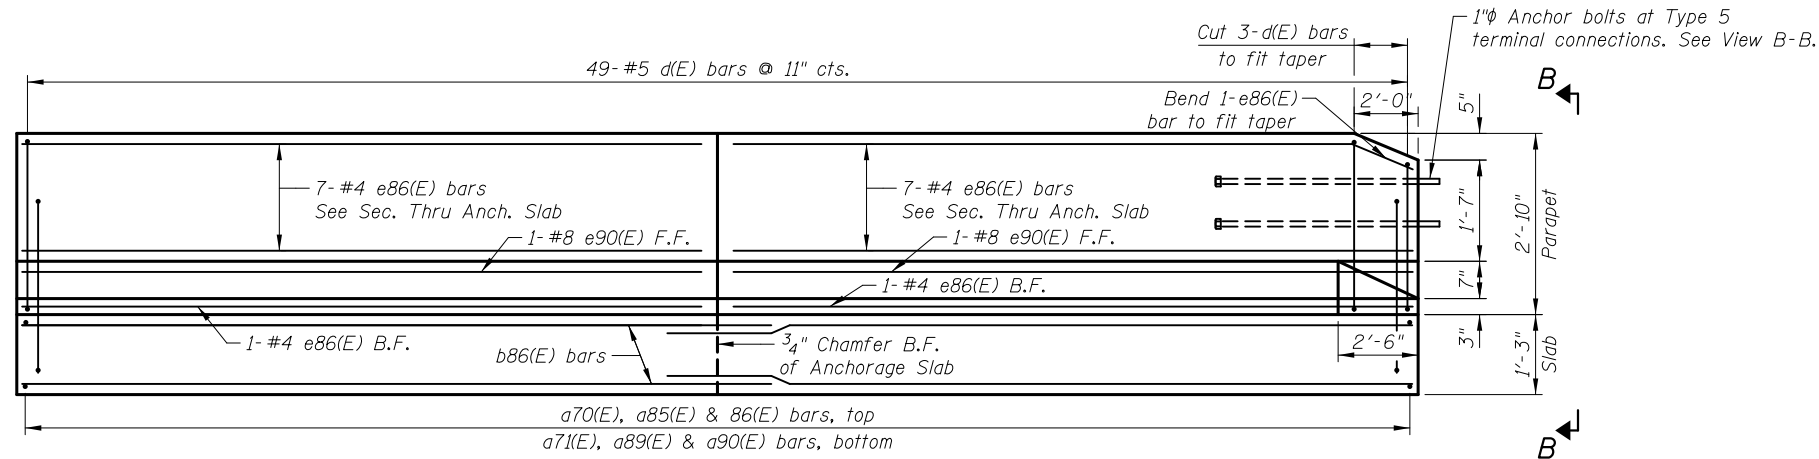 1"ϕ Anchor bolts at Type 5
terminal connections. See View B-B.
Cut 3-d(E) bars
to fit taper
49-#5 d(E) bars @ 11" cts.
B
Bend 1-e86(E)
bar to fit taper
2'-0"
5"
7-#4 e86(E) bars
See Sec. Thru Anch. Slab
7-#4 e86(E) bars
See Sec. Thru Anch. Slab
1'-7"
2'-10"
Parapet
1-#8 e90(E) F.F.
1-#8 e90(E) F.F.
1-#4 e86(E) B.F.
7"
1-#4 e86(E) B.F.
b86(E) bars
3/4" Chamfer B.F.
of Anchorage Slab
2'-6"
3"
1'-3"
Slab
a70(E), a85(E) & 86(E) bars, top
a71(E), a89(E) & a90(E) bars, bottom
B